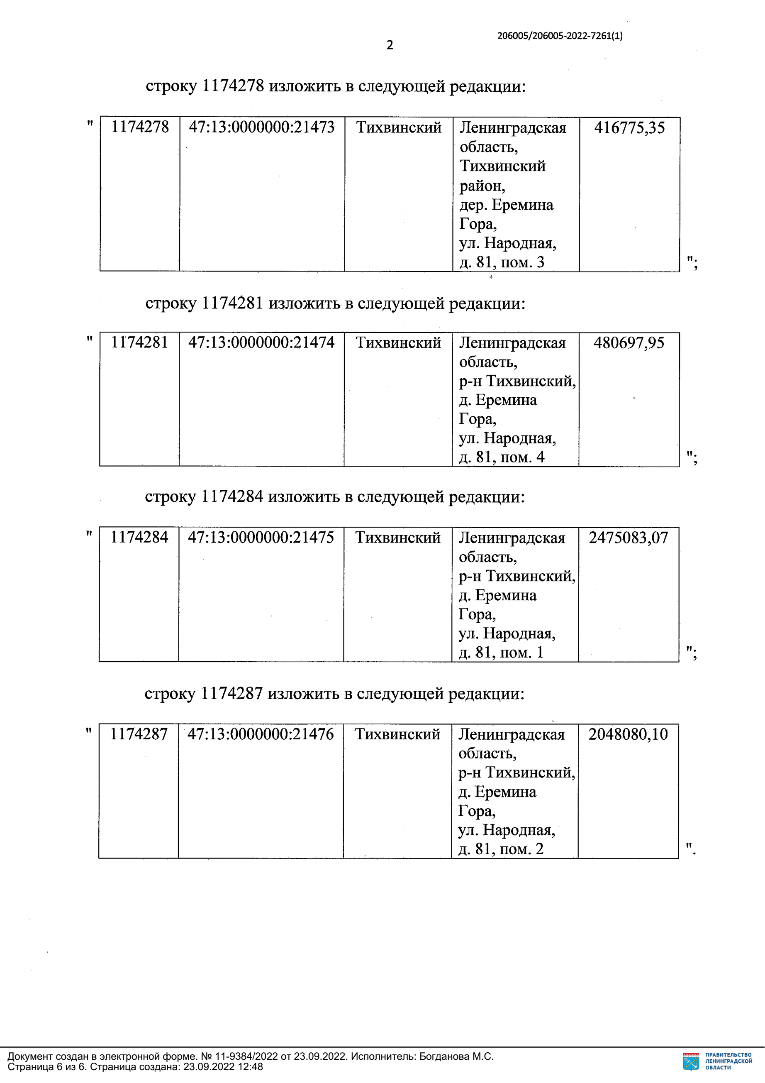 206005/206005-2022-7261(1)
2
строку 1174278 изложить в следующей редакции:
" 1174278 47:13:0000000:21473 Тихвинский Ленинградская 416775,35
область,
Тихвинский
район,
дер. Еремина
Гора,
ул. Народная,
д. 81, пом. 3 ";
строку 1174281 изложить в следующей редакции:
" 1174281 47:13:0000000:21474 Тихвинский Ленинградская 480697,95
область,
р-н Тихвинский,
д. Еремина
Гора,
ул. Народная,
д. 81, пом. 4 ";
строку 1174284 изложить в следующей редакции:
" 1174284 47:13:0000000:21475 Тихвинский Ленинградская 2475083,07
область,
р-н Тихвинский,
д. Еремина
Гора,
ул. Народная,
д. 81, пом. 1 ";
строку 1174287 изложить в следующей редакции:
" 1174287 47:13:0000000:21476 Тихвинский Ленинградская 2048080,10
область,
р-н Тихвинский,
д. Еремина
Гора,
ул. Народная,
д. 81, пом. 2 ".
Документ создан в электронной форме. № 11-9384/2022 от 23.09.2022. Исполнитель: Богданова М.С.
Страница 6 из 6. Страница создана: 23.09.2022 12:48
ПРАВИТЕЛЬСТВО
ЛЕНИНГРАДСКОЙ
ОБЛАСТИ